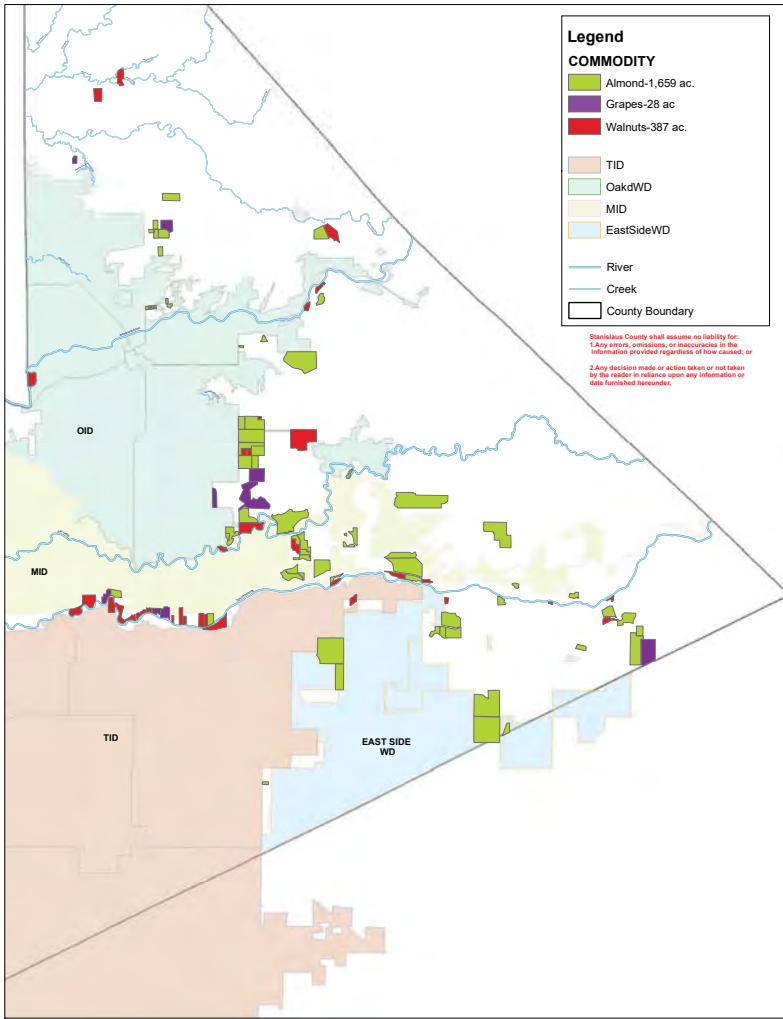 Legend
COMMODITY
Almond-1,659 ac.
Grapes-28 ac
Walnuts-387 ac.
TID
OakdWD
MID
EastSideWD
River
Creek
County Boundary
Stanislaus County shall assume no liability for:
1.Any errors, omissions, or inaccuracies in the
information provided regardless of how caused; or
2.Any decision made or action taken or not taken
by the reader in reliance upon any information or
data furnished hereunder.
OID
MID
TID
EAST SIDE
WD